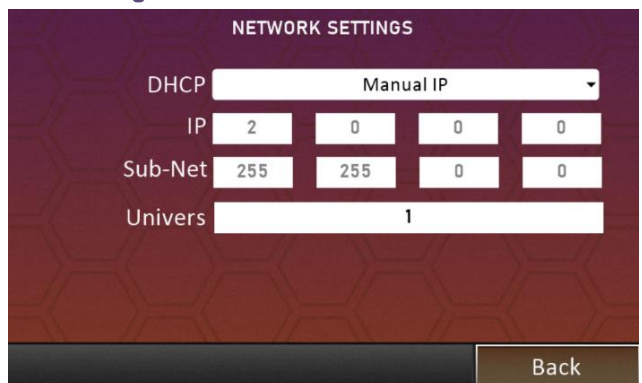 NETWORK SETTINGS
DHCP Manual IP
IP 2 0 0 0
Sub-Net 255 255 0 0
Univers 1
Back